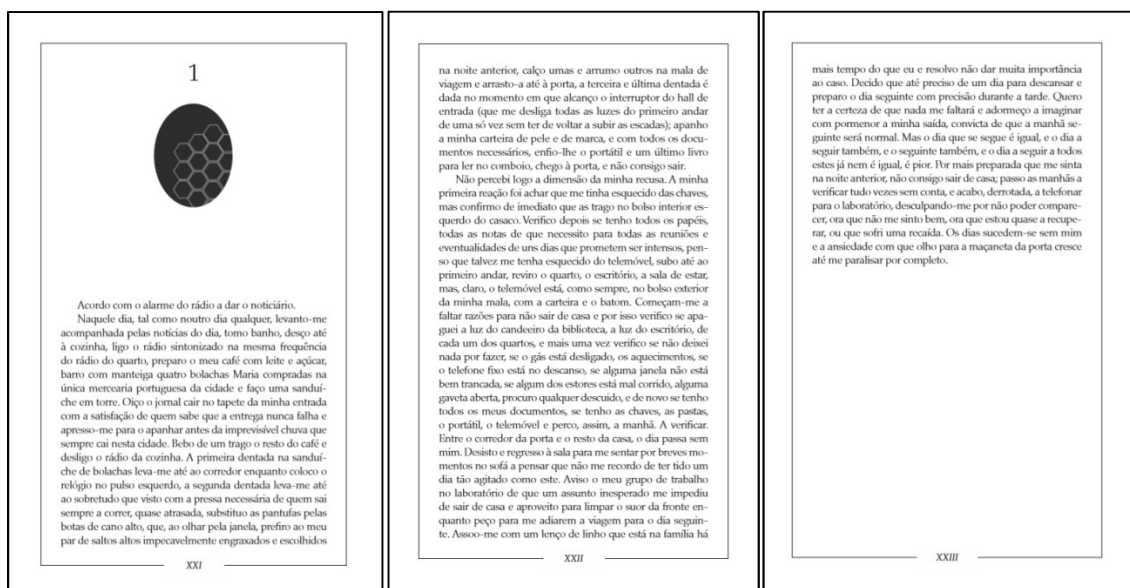 1
Acordo com o alarme do rádio a dar o noticiário.
Naquele dia, tal como noutro dia qualquer, levanto-me
acompanhada pelas notícias do dia, tomo banho, desço até
à cozinha, ligo o rádio sintonizado na mesma frequência
do rádio do quarto, preparo o meu café com leite e açúcar,
barro com manteiga quatro bolachas Maria compradas na
única mercearia portuguesa da cidade e faço uma sanduí-
che em torre. Oiço o jornal cair no tapete da minha entrada
com a satisfação de quem sabe que a entrega nunca falha e
apresso-me para o apanhar antes da imprevisível chuva que
sempre cai nesta cidade. Bebo de um trago o resto do café e
desligo o rádio da cozinha. A primeira dentada na sanduí-
che de bolachas leva-me até ao corredor enquanto coloco o
relógio no pulso esquerdo, a segunda dentada leva-me até
ao sobretudo que visto com a pressa necessária de quem sai
sempre a correr, quase atrasada, substituo as pantufas pelas
botas de cano alto, que, ao olhar pela janela, prefiro ao meu
par de saltos altos impecavelmente engraxados e escolhidos
XXI
na noite anterior, calço umas e arrumo outros na mala de
viagem e arrasto-a até à porta, a terceira e última dentada é
dada no momento em que alcanço o interruptor do hall de
entrada (que me desliga todas as luzes do primeiro andar
de uma só vez sem ter de voltar a subir as escadas); apanho
a minha carteira de pele e de marca, e com todos os docu-
mentos necessários, enfio-lhe o portátil e um último livro
para ler no comboio, chego à porta, e não consigo sair.
Não percebi logo a dimensão da minha recusa. A minha
primeira reação foi achar que me tinha esquecido das chaves,
mas confirmo de imediato que as trago no bolso interior es-
querdo do casaco. Verifico depois se tenho todos os papéis,
todas as notas de que necessito para todas as reuniões e
eventualidades de uns dias que prometem ser intensos, pen-
so que talvez me tenha esquecido do telemóvel, subo até ao
primeiro andar, reviro o quarto, o escritório, a sala de estar,
mas, claro, o telemóvel está, como sempre, no bolso exterior
da minha mala, com a carteira e o batom. Começam-me a
faltar razões para não sair de casa e por isso verifico se apa-
guei a luz do candeeiro da biblioteca, a luz do escritório, de
cada um dos quartos, e mais uma vez verifico se não deixei
nada por fazer, se o gás está desligado, os aquecimentos, se
o telefone fixo está no descanso, se alguma janela não está
bem trancada, se algum dos estores está mal corrido, alguma
gaveta aberta, procuro qualquer descuido, e de novo se tenho
todos os meus documentos, se tenho as chaves, as pastas,
o portátil, o telemóvel e perco, assim, a manhã. A verificar.
Entre o corredor da porta e o resto da casa, o dia passa sem
mim. Desisto e regresso à sala para me sentar por breves mo-
mentos no sofá a pensar que não me recordo de ter tido um
dia tão agitado como este. Aviso o meu grupo de trabalho
no laboratório de que um assunto inesperado me impediu
de sair de casa e aproveito para limpar o suor da fronte en-
quanto peço para me adiarem a viagem para o dia seguin-
te. Assoo-me com um lenço de linho que está na família há
XXII
mais tempo do que eu e resolvo não dar muita importância
ao caso. Decido que até preciso de um dia para descansar e
preparo o dia seguinte com precisão durante a tarde. Quero
ter a certeza de que nada me faltará e adormeço a imaginar
com pormenor a minha saída, convicta de que a manhã se-
guinte será normal. Mas o dia que se segue é igual, e o dia a
seguir também, e o seguinte também, e o dia a seguir a todos
estes já nem é igual, é pior. Por mais preparada que me sinta
na noite anterior, não consigo sair de casa; passo as manhãs a
verificar tudo vezes sem conta, e acabo, derrotada, a telefonar
para o laboratório, desculpando-me por não poder compare-
cer, ora que não me sinto bem, ora que estou quase a recupe-
rar, ou que sofri uma recaída. Os dias sucedem-se sem mim
e a ansiedade com que olho para a maçaneta da porta cresce
até me paralisar por completo.
XXIII